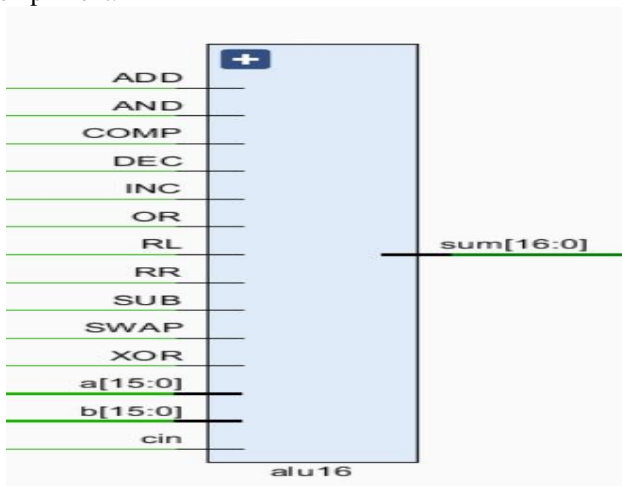 ADD
AND
COMP
DEC
INC
OR
RL
sum[16:0]
RR
SUB
SWAP
XOR
a[15:0]
b[15:0]
cin
alu16